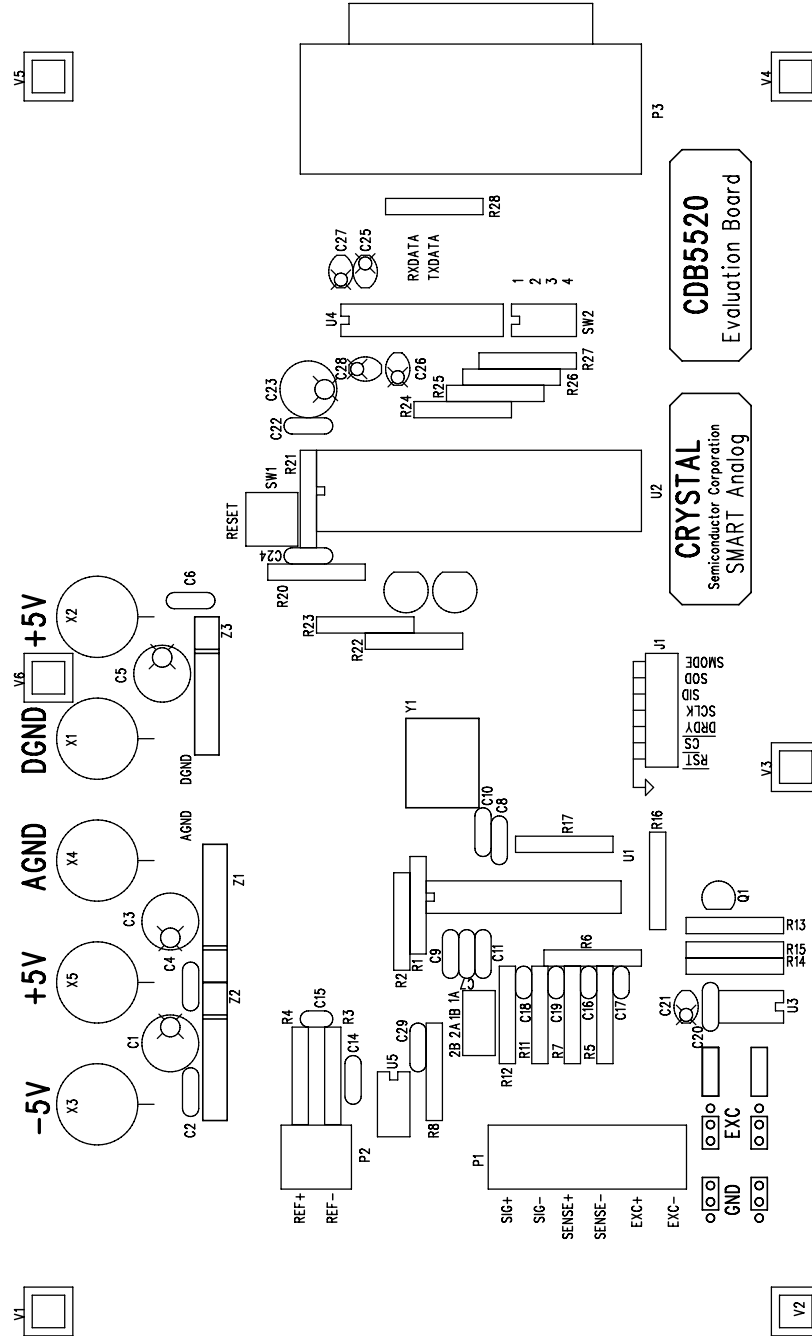 V5
V4
P3
CDB5520
Evaluation Board
R28
C27
C25
RXDATA
TXDATA
U4
1
2
3
4
SW2
C28
C26
C23
C22
R27
R26
R25
R24
R21
SW1
RESET
C24
R20
U2
CRYSTAL
Semiconductor Corporation
SMART Analog
R23
R22
+5V
X2
C6
V6
C5
Z3
DGND
X1
DGND
Y1
J1
SMODE
SOD
SID
SCLK
DRDY
CS
RST
V3
AGND
X4
AGND
Z1
C3
C4
C10
C8
R17
U1
R16
R2
R1
Q1
R13
R15
R14
+5V
X5
Z2
C1
C9
C7
C11
R6
2B 2A 1B 1A
C18
C19
C16
C17
R12
R11
R7
R5
C21
C20
U3
R4
C15
R3
C14
C29
U5
R8
-5V
X3
C2
P2
REF+
REF-
P1
SIG+
SIG-
SENSE+
SENSE-
EXC+
EXC-
EXC
GND
V1
V2